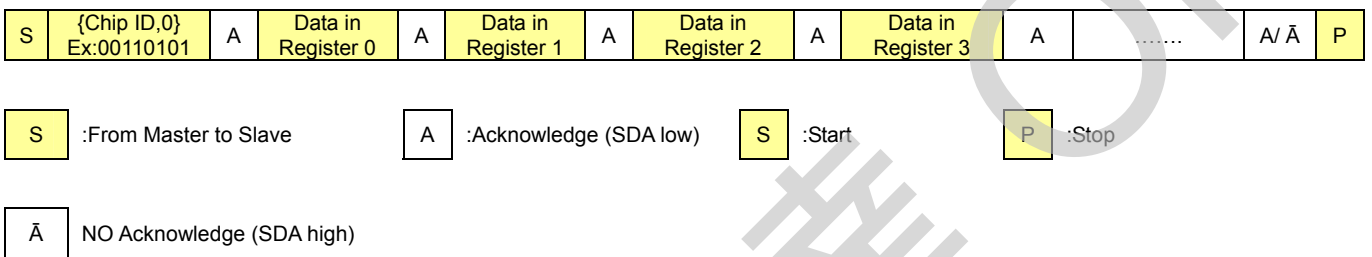 S {Chip ID,0} Ex:00110101 A Data in Register 0 A Data in Register 1 A Data in Register 2 A Data in Register 3 A ....... A/ Ā P
S :From Master to Slave A :Acknowledge (SDA low) S :Start P :Stop
Ā NO Acknowledge (SDA high)